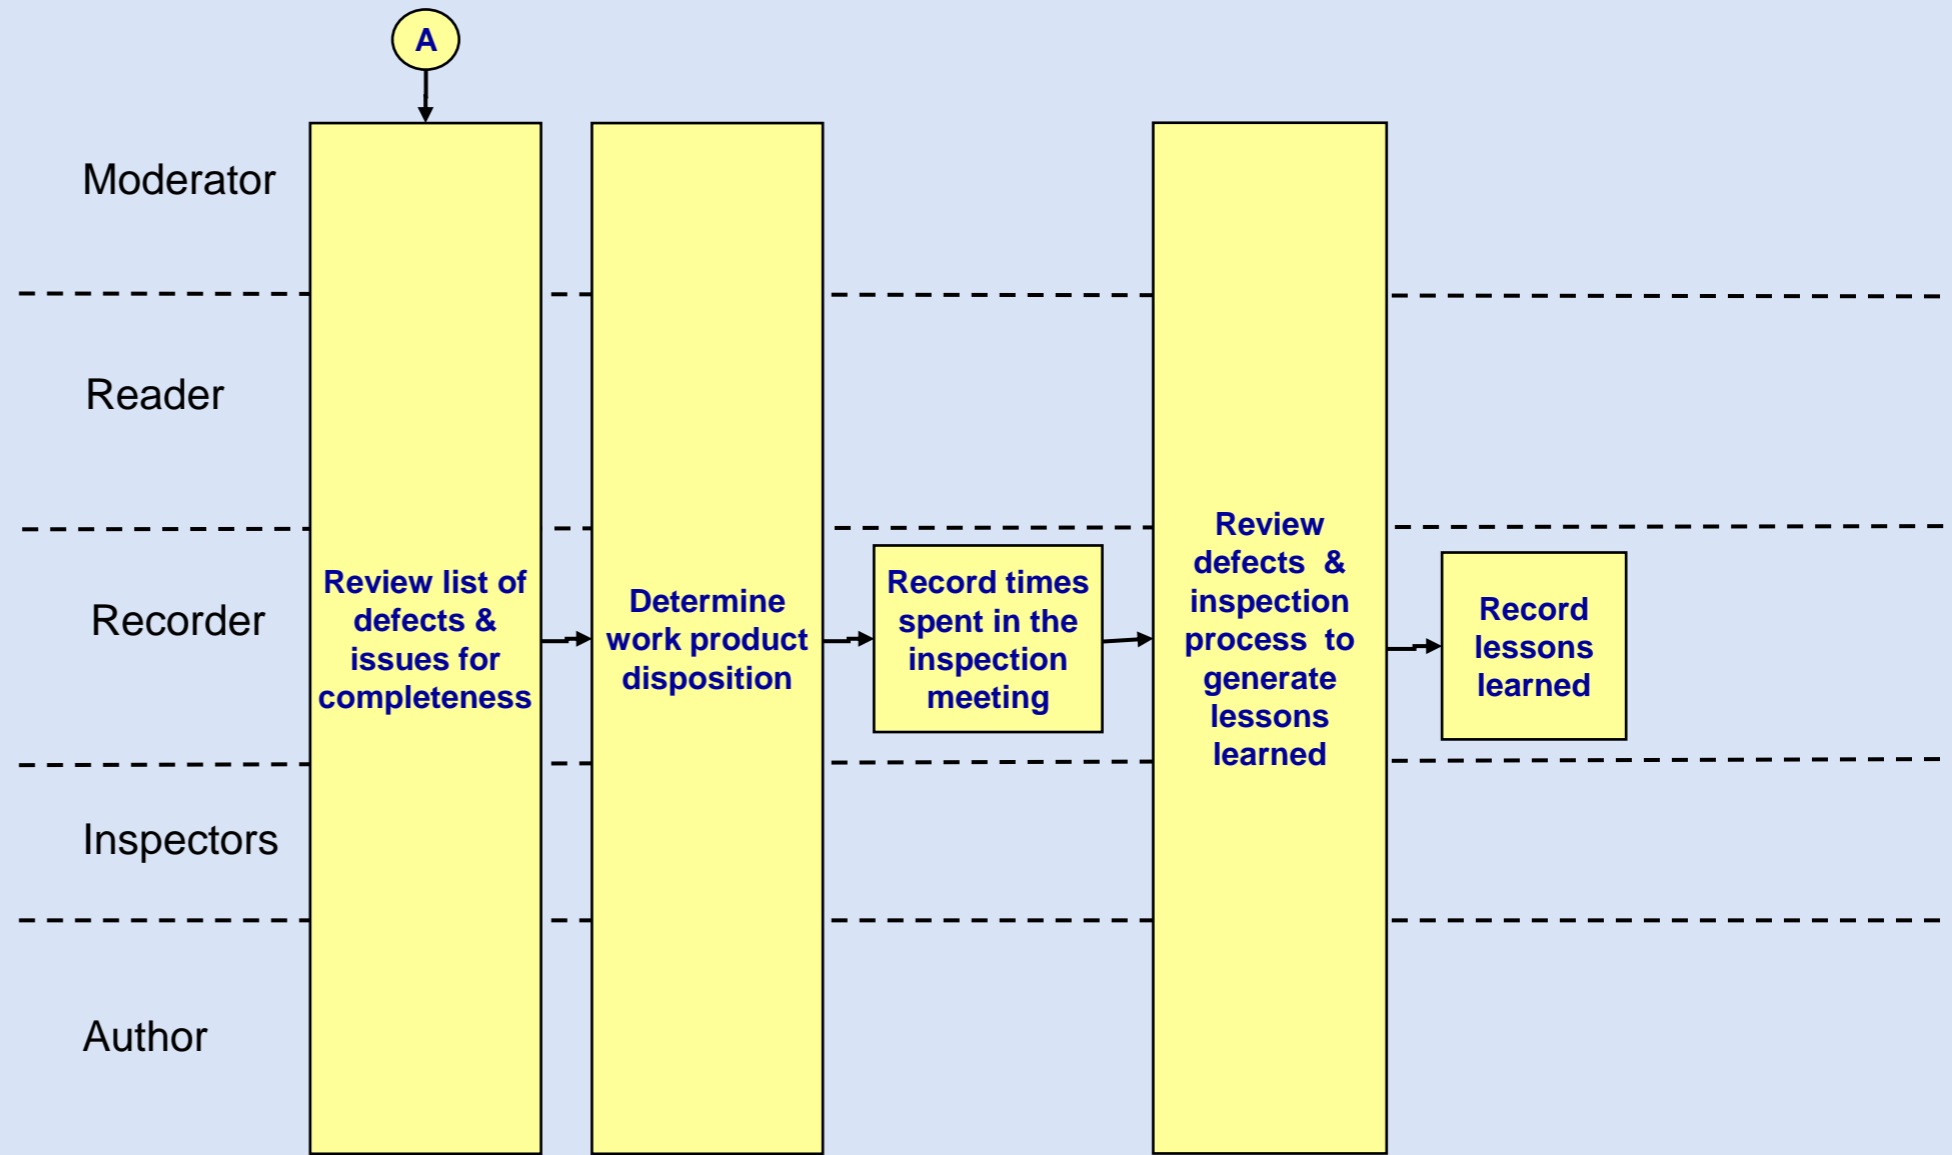 A
Moderator
Reader
Recorder
Inspectors
Author
Review list of
defects &
issues for
completeness
Determine
work product
disposition
Record times
spent in the
inspection
meeting
Review
defects & 
inspection
process to
generate
lessons
learned
Record
lessons
learned